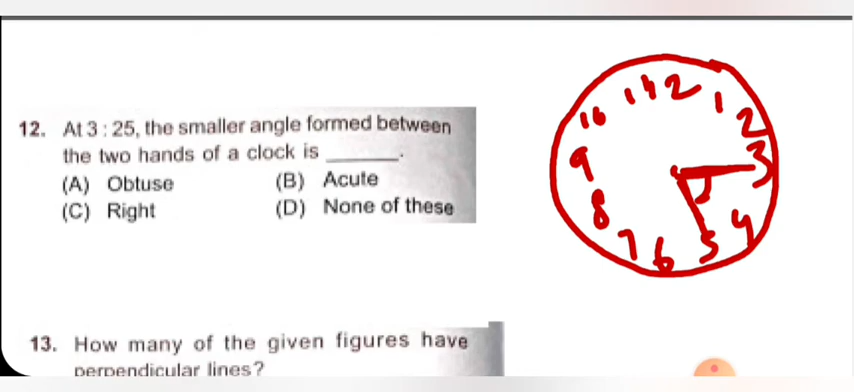 12. At 3 : 25, the smaller angle formed between
the two hands of a clock is ______.
(A) Obtuse (B) Acute
(C) Right (D) None of these
12
11
1
10
2
9
3
8
4
7
6
5
13. How many of the given figures have
perpendicular lines?